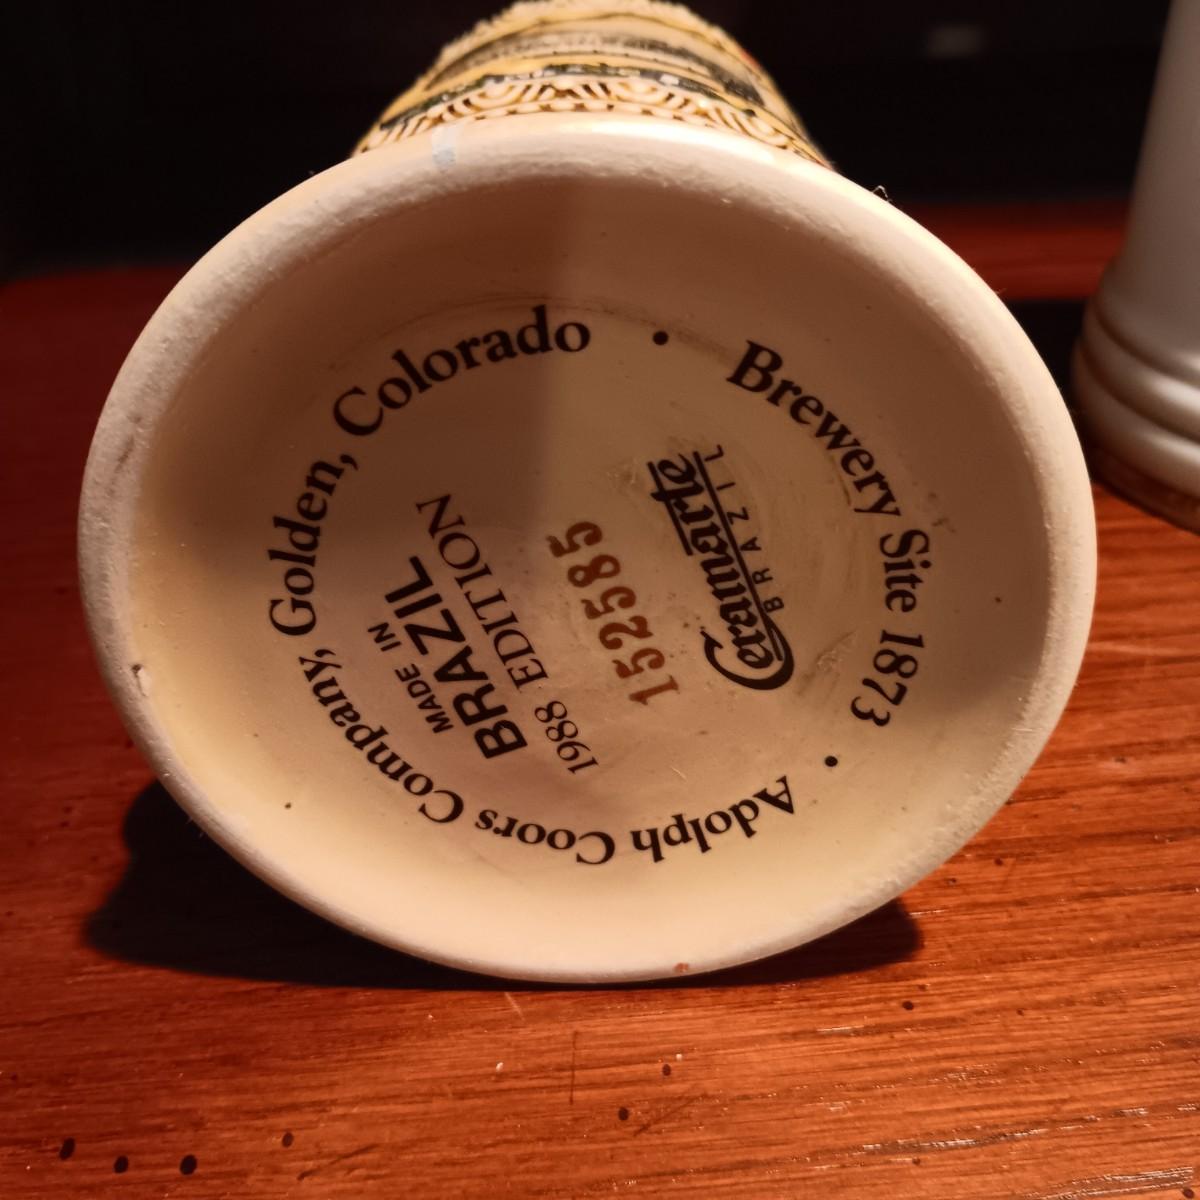 Brewery Site 1873 • Adolph Coors Company, Golden, Colorado •
Ceramarte
BRAZIL
152585
MADE IN
BRAZIL
1988 EDITION